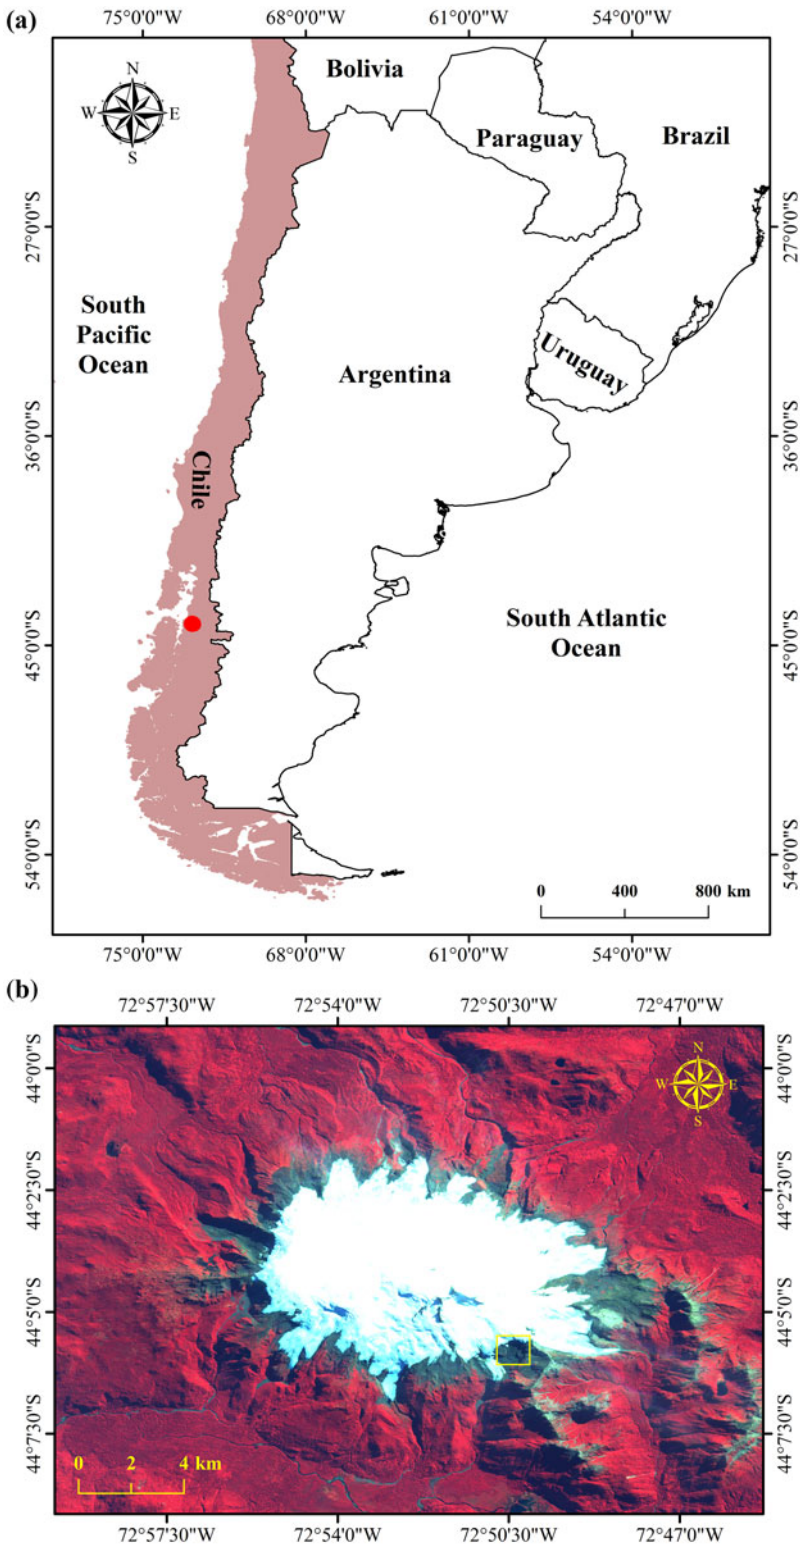 (a)
75°0'0"W 68°0'0"W 61°0'0"W 54°0'0"W
N
W E
S
Bolivia
Paraguay
Brazil
27°0'0"S
27°0'0"S
South
Pacific
Ocean
Argentina
Uruguay
36°0'0"S
36°0'0"S
Chile
South Atlantic
Ocean
45°0'0"S
45°0'0"S
54°0'0"S
54°0'0"S
0 400 800 km
75°0'0"W 68°0'0"W 61°0'0"W 54°0'0"W
(b)
72°57'30"W 72°54'0"W 72°50'30"W 72°47'0"W
N
W E
S
44°0'0"S
44°0'0"S
44°2'30"S
44°2'30"S
44°5'0"S
44°5'0"S
44°7'30"S
44°7'30"S
0 2 4 km
72°57'30"W 72°54'0"W 72°50'30"W 72°47'0"W